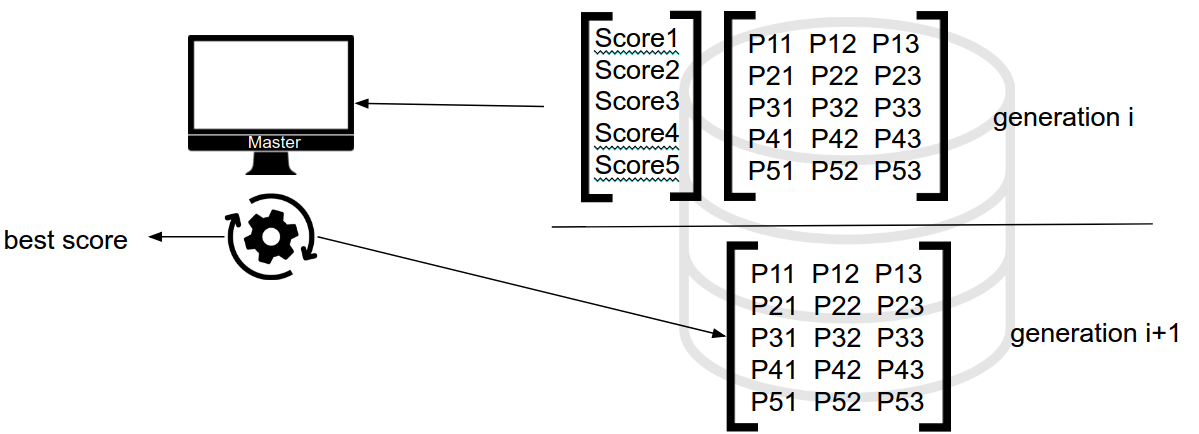 Score1
Score2
Score3
Score4
Score5
P11 P12 P13
P21 P22 P23
P31 P32 P33
P41 P42 P43
P51 P52 P53
generation i
Master
best score
P11 P12 P13
P21 P22 P23
P31 P32 P33
P41 P42 P43
P51 P52 P53
generation i+1